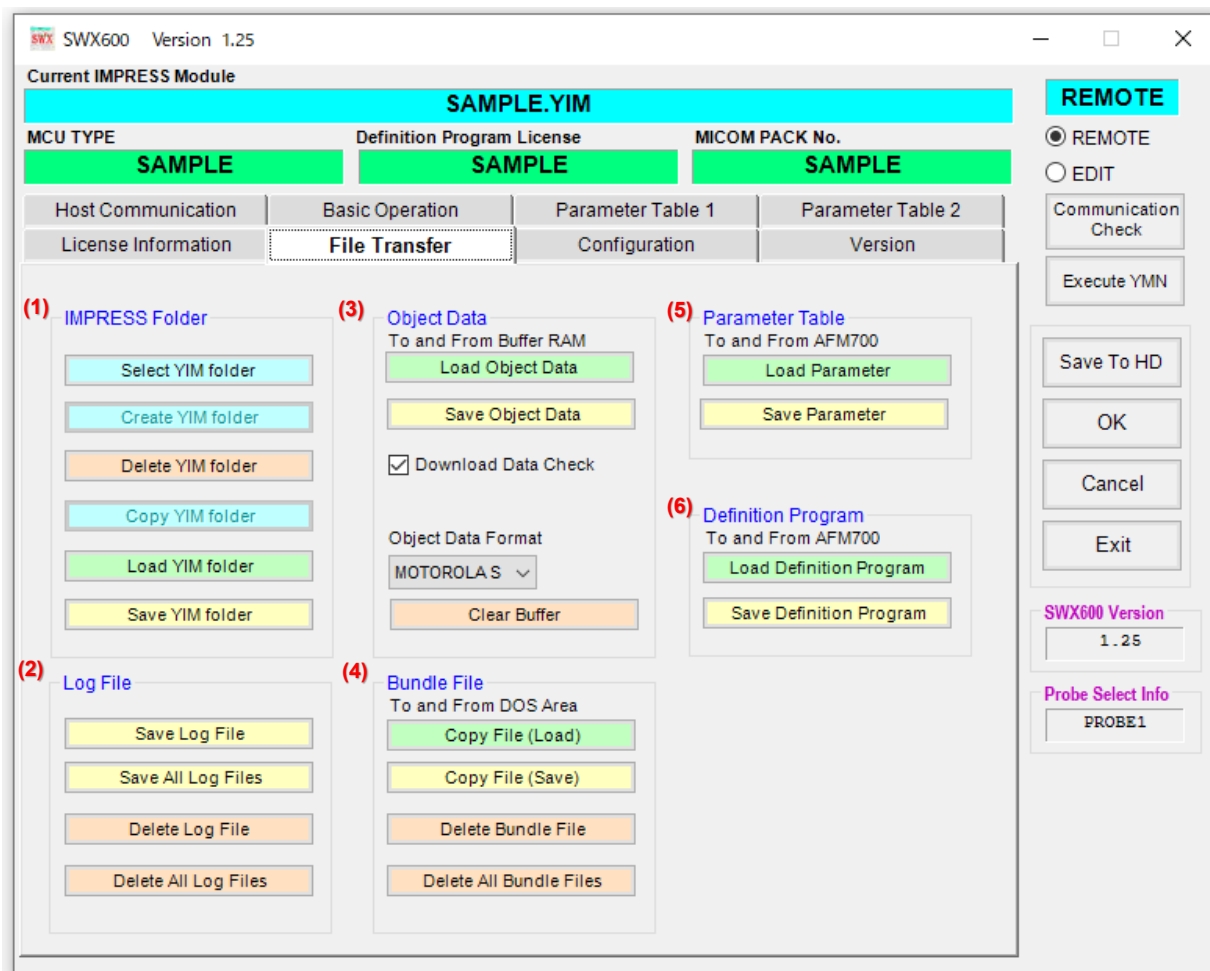 SWX600 Version 1.25
Current IMPRESS Module
SAMPLE.YIM
MCU TYPE
Definition Program License
MICOM PACK No.
SAMPLE
SAMPLE
SAMPLE
Host Communication
Basic Operation
Parameter Table 1
Parameter Table 2
License Information
File Transfer
Configuration
Version
(1) IMPRESS Folder
Select YIM folder
Create YIM folder
Delete YIM folder
Copy YIM folder
Load YIM folder
Save YIM folder
(2) Log File
Save Log File
Save All Log Files
Delete Log File
Delete All Log Files
(3) Object Data
To and From Buffer RAM
Load Object Data
Save Object Data
Download Data Check
Object Data Format
MOTOROLA S
Clear Buffer
(4) Bundle File
To and From DOS Area
Copy File (Load)
Copy File (Save)
Delete Bundle File
Delete All Bundle Files
(5) Parameter Table
To and From AFM700
Load Parameter
Save Parameter
(6) Definition Program
To and From AFM700
Load Definition Program
Save Definition Program
REMOTE
REMOTE
EDIT
Communication
Check
Execute YMN
Save To HD
OK
Cancel
Exit
SWX600 Version
1.25
Probe Select Info
PROBE1